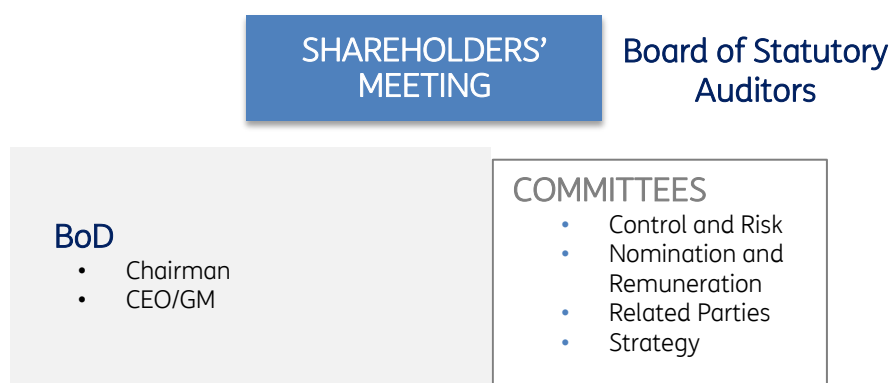 SHAREHOLDERS’
MEETING
Board of Statutory
Auditors
BoD
• Chairman
• CEO/GM
COMMITTEES
• Control and Risk
• Nomination and
Remuneration
• Related Parties
• Strategy